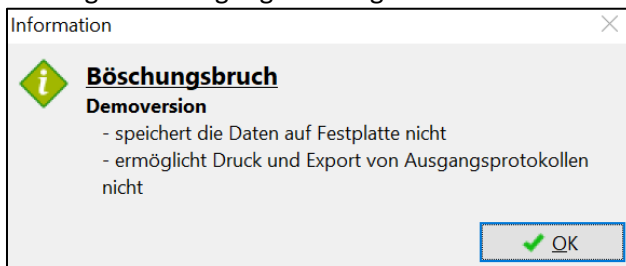 Information
Böschungsbruch
Demoversion
- speichert die Daten auf Festplatte nicht
- ermöglicht Druck und Export von Ausgangsprotokollen
nicht
OK